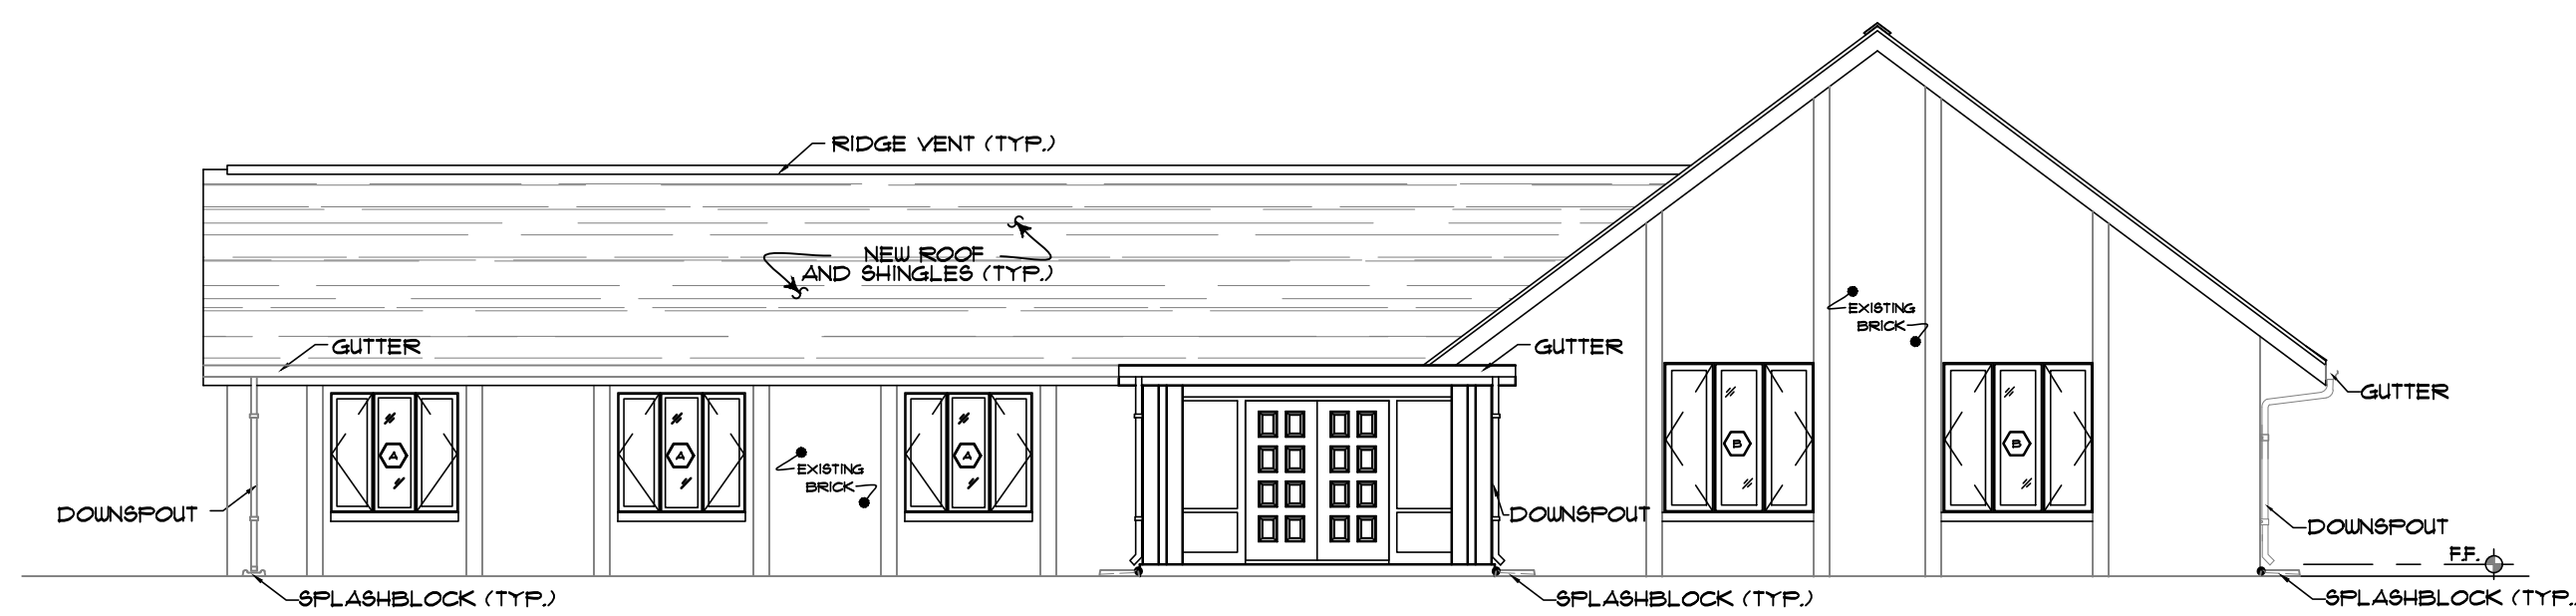 RIDGE VENT (TYP.)
NEW ROOF
AND SHINGLES (TYP.)
EXISTING
BRICK
GUTTER
GUTTER
GUTTER
A
A
A
B
B
EXISTING
BRICK
DOWNSPOUT
DOWNSPOUT
DOWNSPOUT
F.F.
SPLASHBLOCK (TYP.)
SPLASHBLOCK (TYP.)
SPLASHBLOCK (TYP.